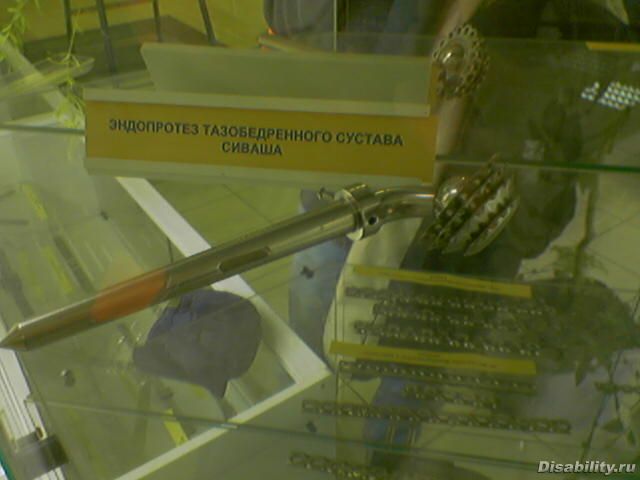 ЭНДОПРОТЕЗ ТАЗОБЕДРЕННОГО СУСТАВА
СИВАША
Disability.ru